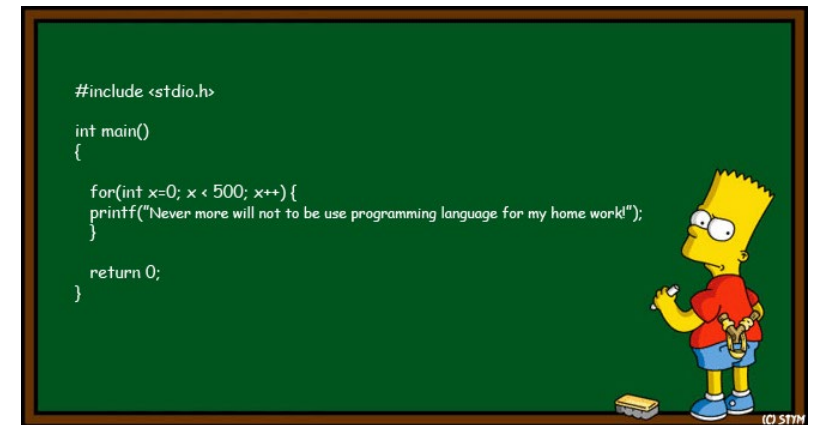 #include <stdio.h>
int main()
{
for(int x=0; x < 500; x++) {
printf("Never more will not to be use programming language for my home work!");
}
return 0;
}
(C) STYM